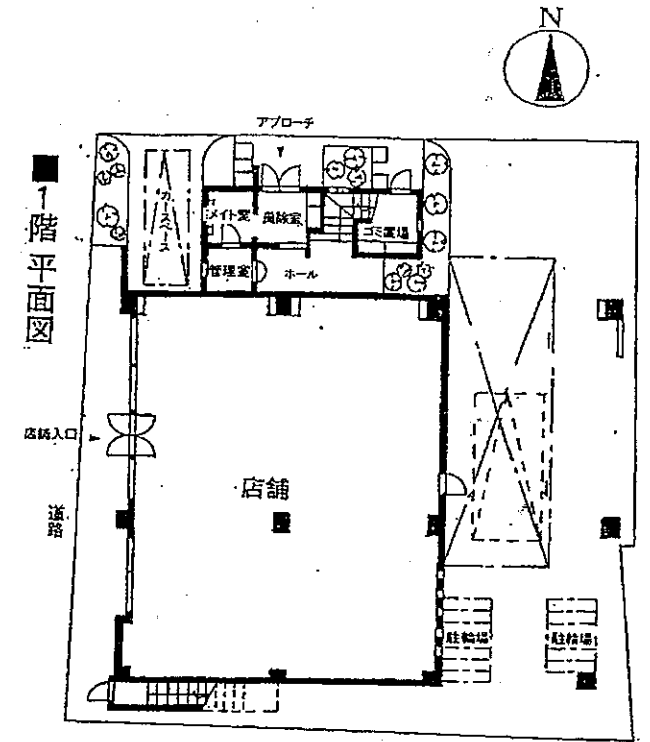 N
アプローチ
■1階平面図
カースペース
メイト室
風除室
ゴミ置場
管理室
ホール
店舗入口
店舗
道路
駐輪場
駐輪場